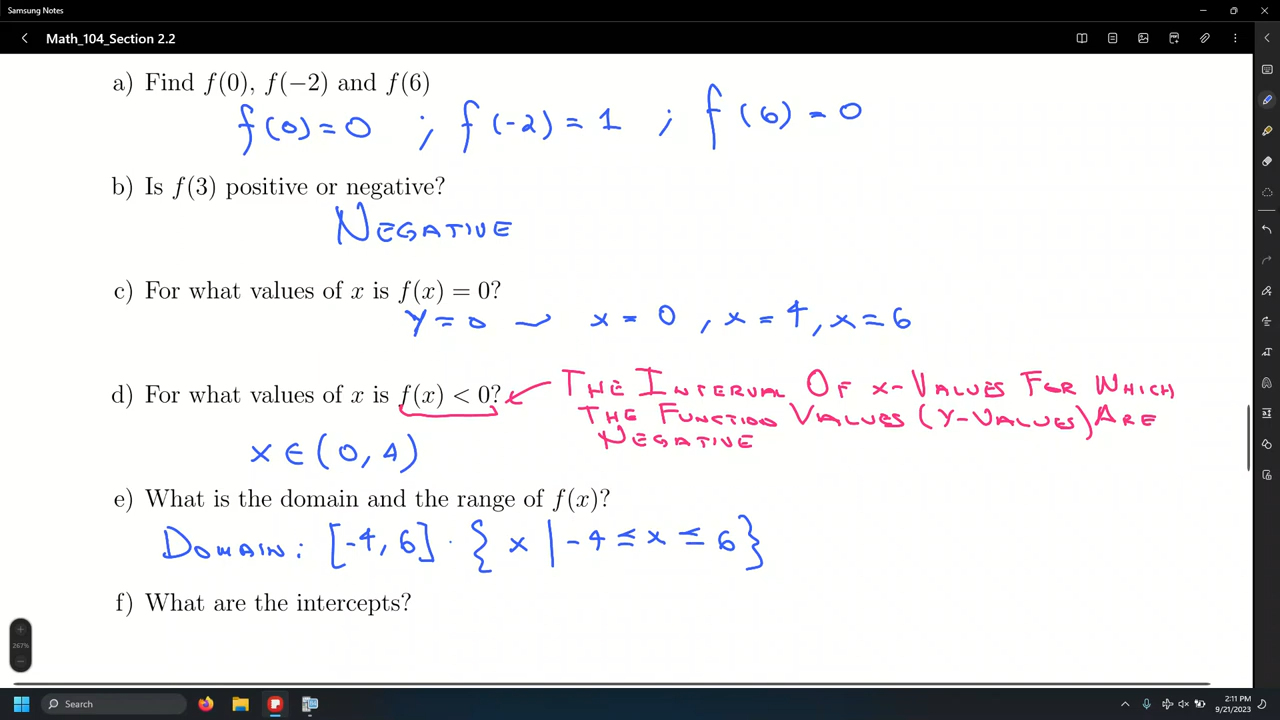 Samsung Notes
Math_104_Section 2.2
a) Find f(0), f(−2) and f(6)
f(0) = 0 ; f(-2) = 1 ; f(6) = 0
b) Is f(3) positive or negative?
NEGATIVE
c) For what values of x is f(x) = 0?
y = 0 ⟿ x = 0 , x = 4, x = 6
d) For what values of x is f(x) < 0?
THE INTERVAL OF x-VALUES FOR WHICH
THE FUNCTION VALUES (Y-VALUES) ARE
NEGATIVE
x ∈ (0, 4)
e) What is the domain and the range of f(x)?
DOMAIN: [-4, 6] · { x | -4 ≤ x ≤ 6 }
f) What are the intercepts?
267%
Search
2:11 PM
9/21/2023